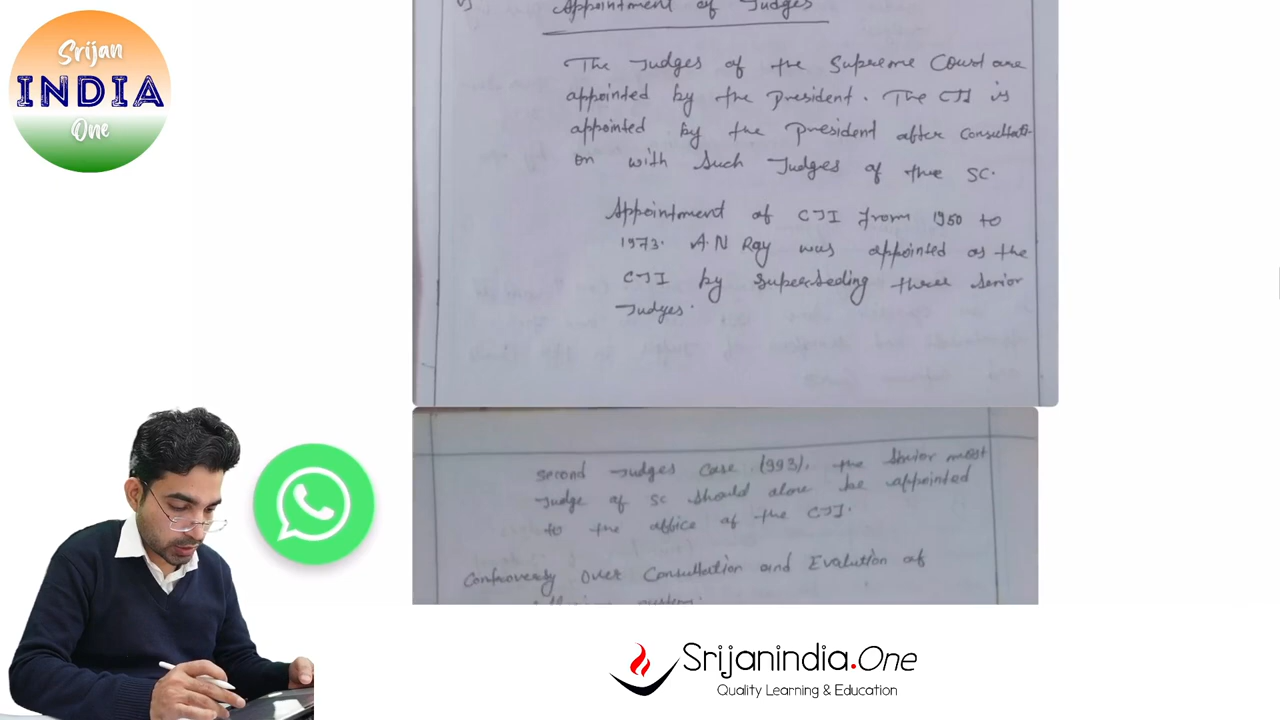 Srijan
INDIA
One
Appointment of Judges
The Judges of the Supreme Court are
appointed by the President. The CJI is
appointed by the President after Consultati-
on with Such Judges of the SC.
Appointment of CJI from 1950 to
1973. A.N Ray was appointed as the
CJI by Superseding three Senior
Judges.
Second Judges Case (993), the Senior most
Judge of SC Should alone be appointed
to the office of the CJI.
Controversy Over Consultation and Evalution of
system.
Srijanindia.One
Quality Learning & Education